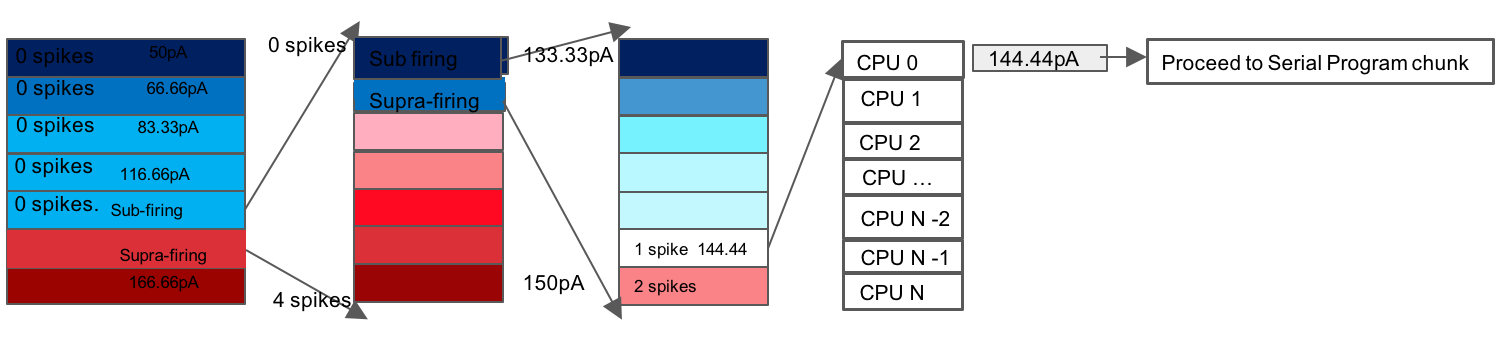 0 spikes 50pA
0 spikes 66.66pA
0 spikes 83.33pA
0 spikes 116.66pA
0 spikes. Sub-firing
Supra-firing
166.66pA
0 spikes
4 spikes
Sub firing
Supra-firing
133.33pA
150pA
1 spike 144.44
2 spikes
CPU 0
CPU 1
CPU 2
CPU …
CPU N -2
CPU N -1
CPU N
144.44pA
Proceed to Serial Program chunk